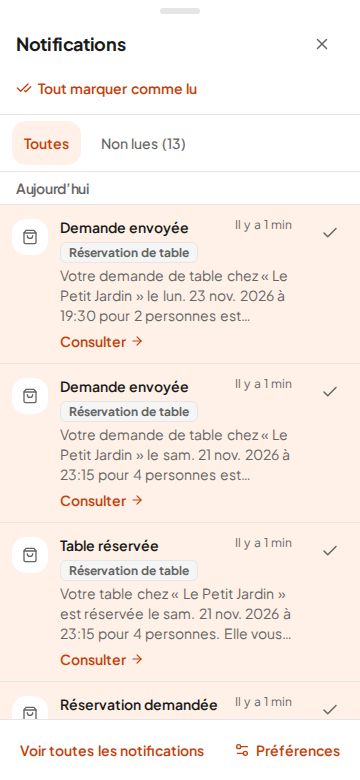 Notifications
Tout marquer comme lu
Toutes
Non lues (13)
Aujourd'hui
Demande envoyée
Il y a 1 min
Réservation de table
Votre demande de table chez « Le
Petit Jardin » le lun. 23 nov. 2026 à
19:30 pour 2 personnes est…
Consulter
Demande envoyée
Il y a 1 min
Réservation de table
Votre demande de table chez « Le
Petit Jardin » le sam. 21 nov. 2026 à
23:15 pour 4 personnes est…
Consulter
Table réservée
Il y a 1 min
Réservation de table
Votre table chez « Le Petit Jardin »
est réservée le sam. 21 nov. 2026 à
23:15 pour 4 personnes. Elle vous…
Consulter
Réservation demandée
Il y a 1 min
Voir toutes les notifications
Préférences